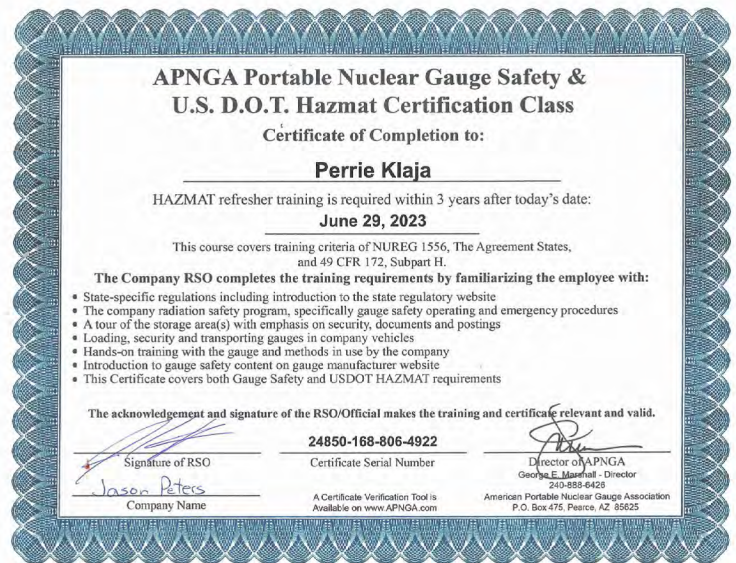 APNGA Portable Nuclear Gauge Safety &
U.S. D.O.T. Hazmat Certification Class
Certificate of Completion to:
Perrie Klaja
HAZMAT refresher training is required within 3 years after today's date:
June 29, 2023
This course covers training criteria of NUREG 1556, The Agreement States,
and 49 CFR 172, Subpart H.
The Company RSO completes the training requirements by familiarizing the employee with:
• State-specific regulations including introduction to the state regulatory website
• The company radiation safety program, specifically gauge safety operating and emergency procedures
• A tour of the storage area(s) with emphasis on security, documents and postings
• Loading, security and transporting gauges in company vehicles
• Hands-on training with the gauge and methods in use by the company
• Introduction to gauge safety content on gauge manufacturer website
• This Certificate covers both Gauge Safety and USDOT HAZMAT requirements
The acknowledgement and signature of the RSO/Official makes the training and certificate relevant and valid.
Signature of RSO
Jason Peters
Company Name
24850-168-806-4922
Certificate Serial Number
A Certificate Verification Tool is
Available on www.APNGA.com
Director of APNGA
George E. Marshall - Director
240-888-6426
American Portable Nuclear Gauge Association
P.O. Box 475, Pearce, AZ 85625